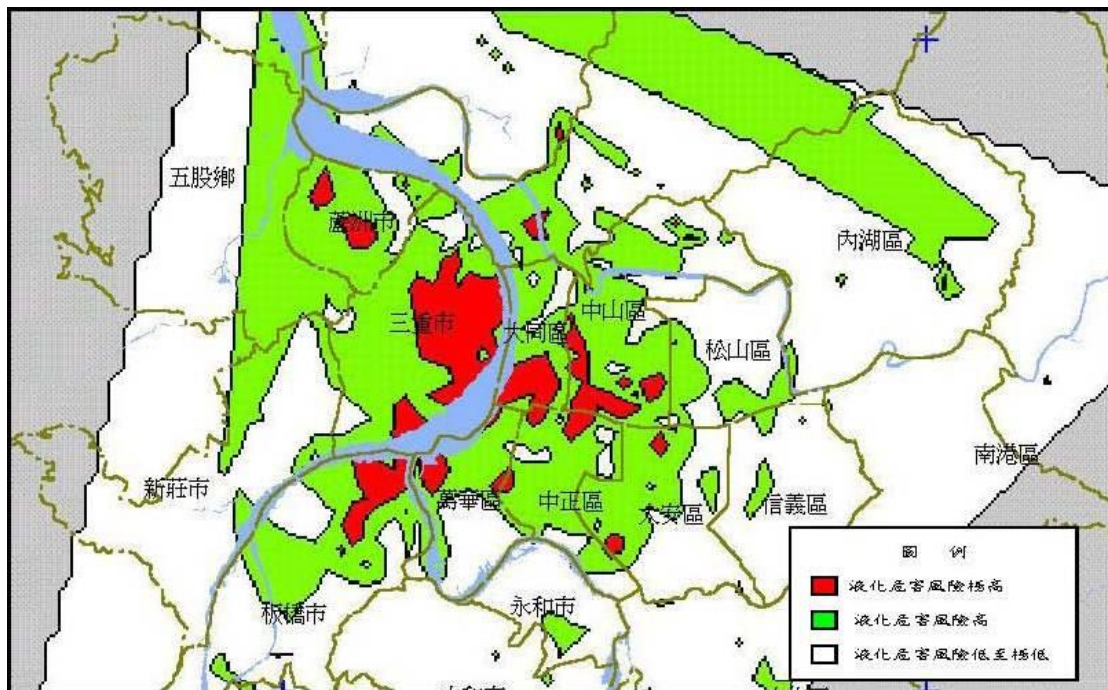 五股鄉
蘆洲市
內湖區
三重市
大同區
中山區
松山區
南港區
新莊市
萬華區
中正區
大安區
信義區
板橋市
永和市
圖 例
液化危害風險極高
液化危害風險高
液化危害風險低至極低